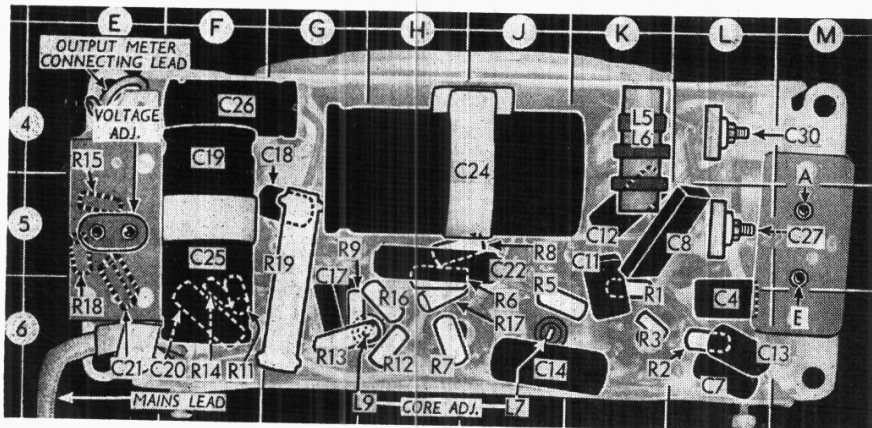 E F G H J K L M
OUTPUT METER
CONNECTING LEAD
4 C26 L5
VOLTAGE
ADJ. L6 C30
C19 C18 C24
R15 A
5 C12 C8 C27
R9 R8
C25 R19 C22 C11
R18 C17 R16 R6 R5 R1 C4 E
R17
6 R3
R13 R12 R7 R2 C13
C21 C20 R14 R11 C14 C7
MAINS LEAD L9 CORE ADJ. L7